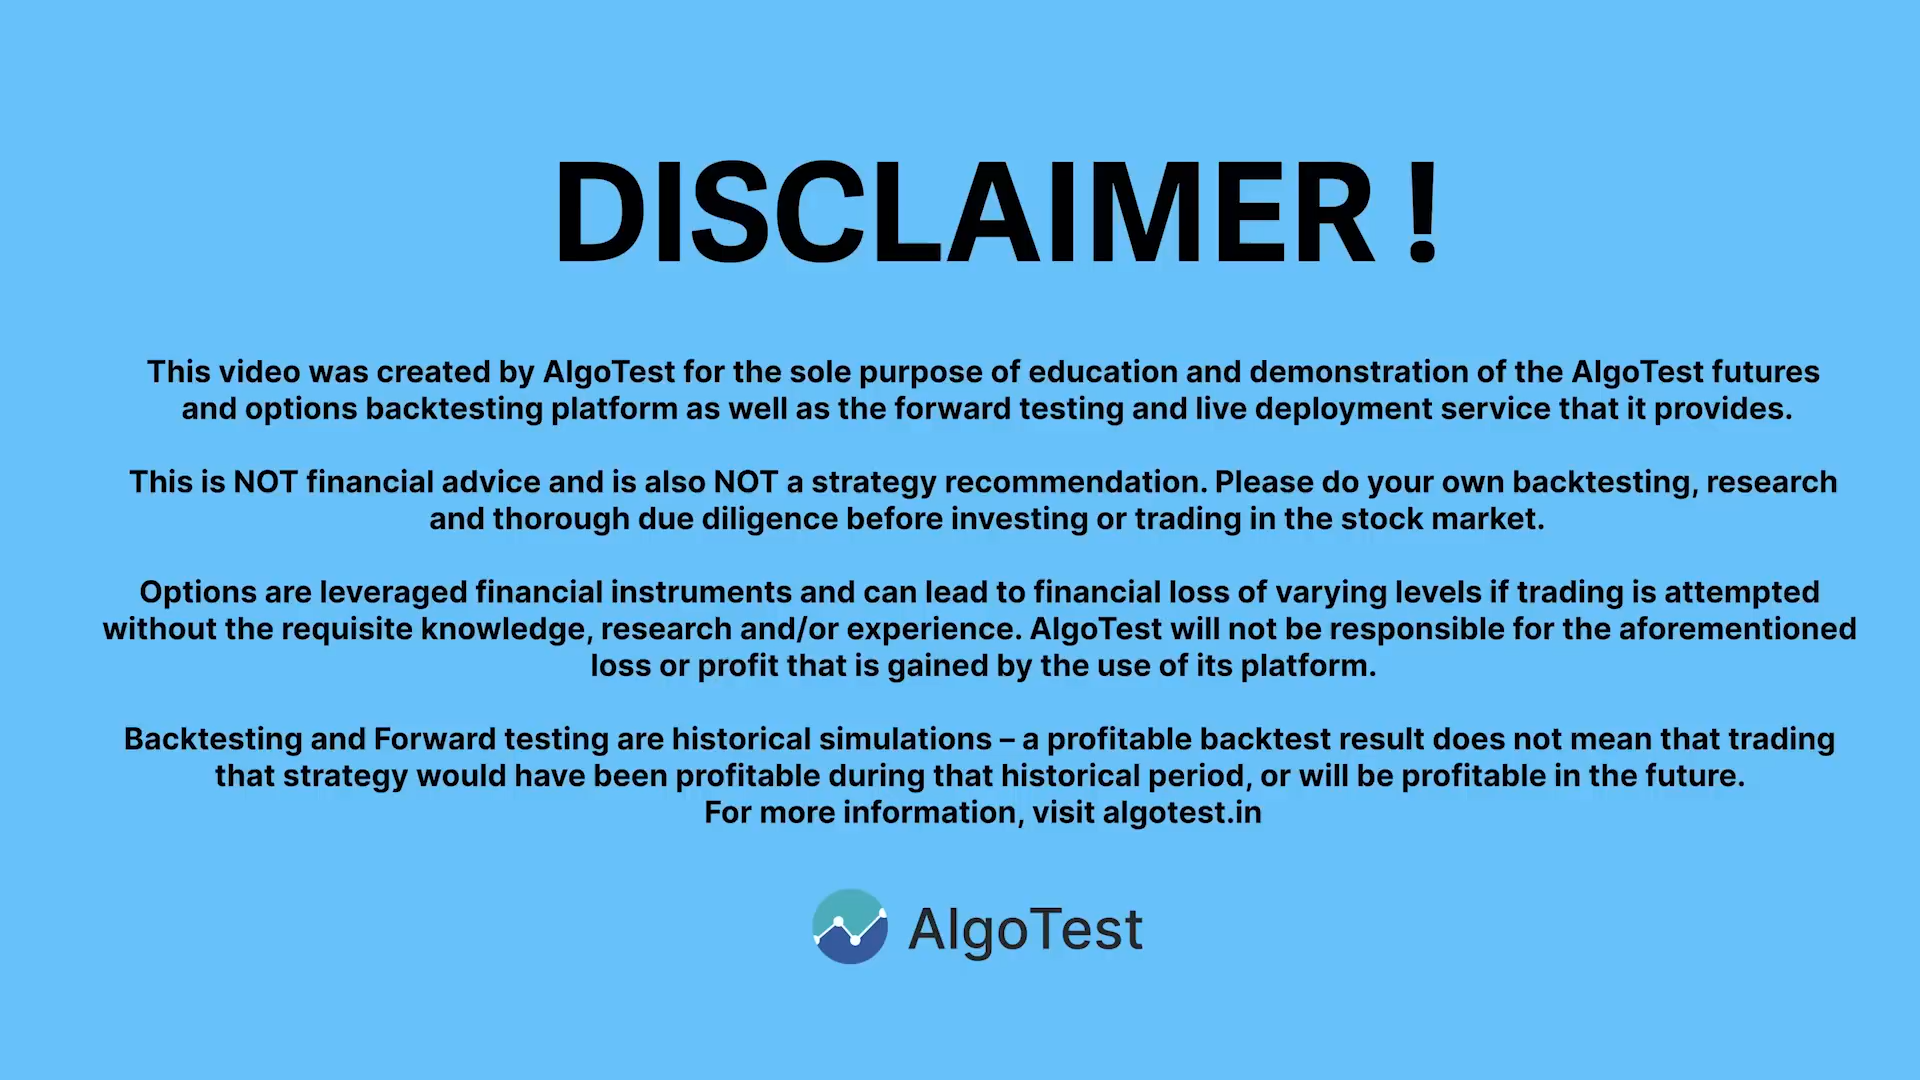 DISCLAIMER !
This video was created by AlgoTest for the sole purpose of education and demonstration of the AlgoTest futures
and options backtesting platform as well as the forward testing and live deployment service that it provides.
This is NOT financial advice and is also NOT a strategy recommendation. Please do your own backtesting, research
and thorough due diligence before investing or trading in the stock market.
Options are leveraged financial instruments and can lead to financial loss of varying levels if trading is attempted
without the requisite knowledge, research and/or experience. AlgoTest will not be responsible for the aforementioned
loss or profit that is gained by the use of its platform.
Backtesting and Forward testing are historical simulations – a profitable backtest result does not mean that trading
that strategy would have been profitable during that historical period, or will be profitable in the future.
For more information, visit algotest.in
AlgoTest